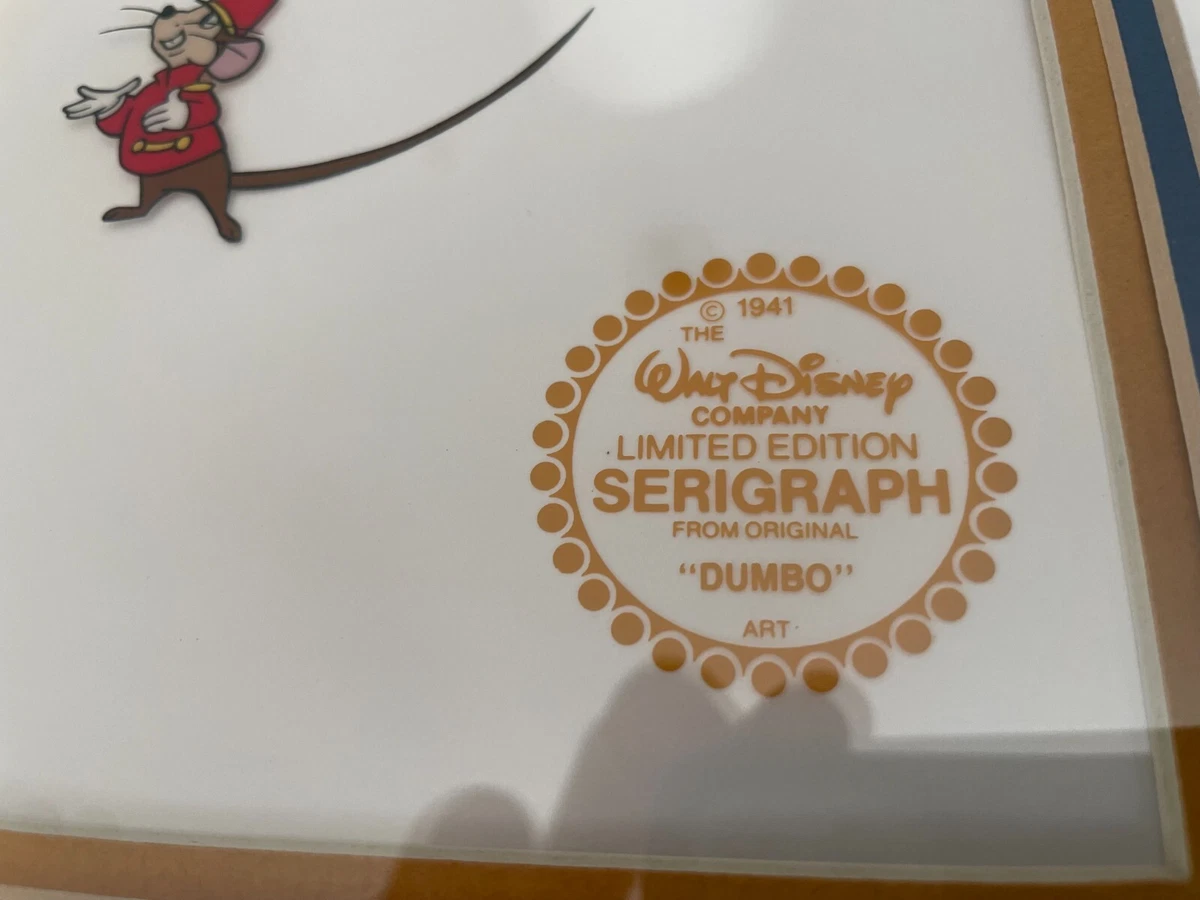 © 1941
THE
WALT DISNEY
COMPANY
LIMITED EDITION
SERIGRAPH
FROM ORIGINAL
“DUMBO”
ART